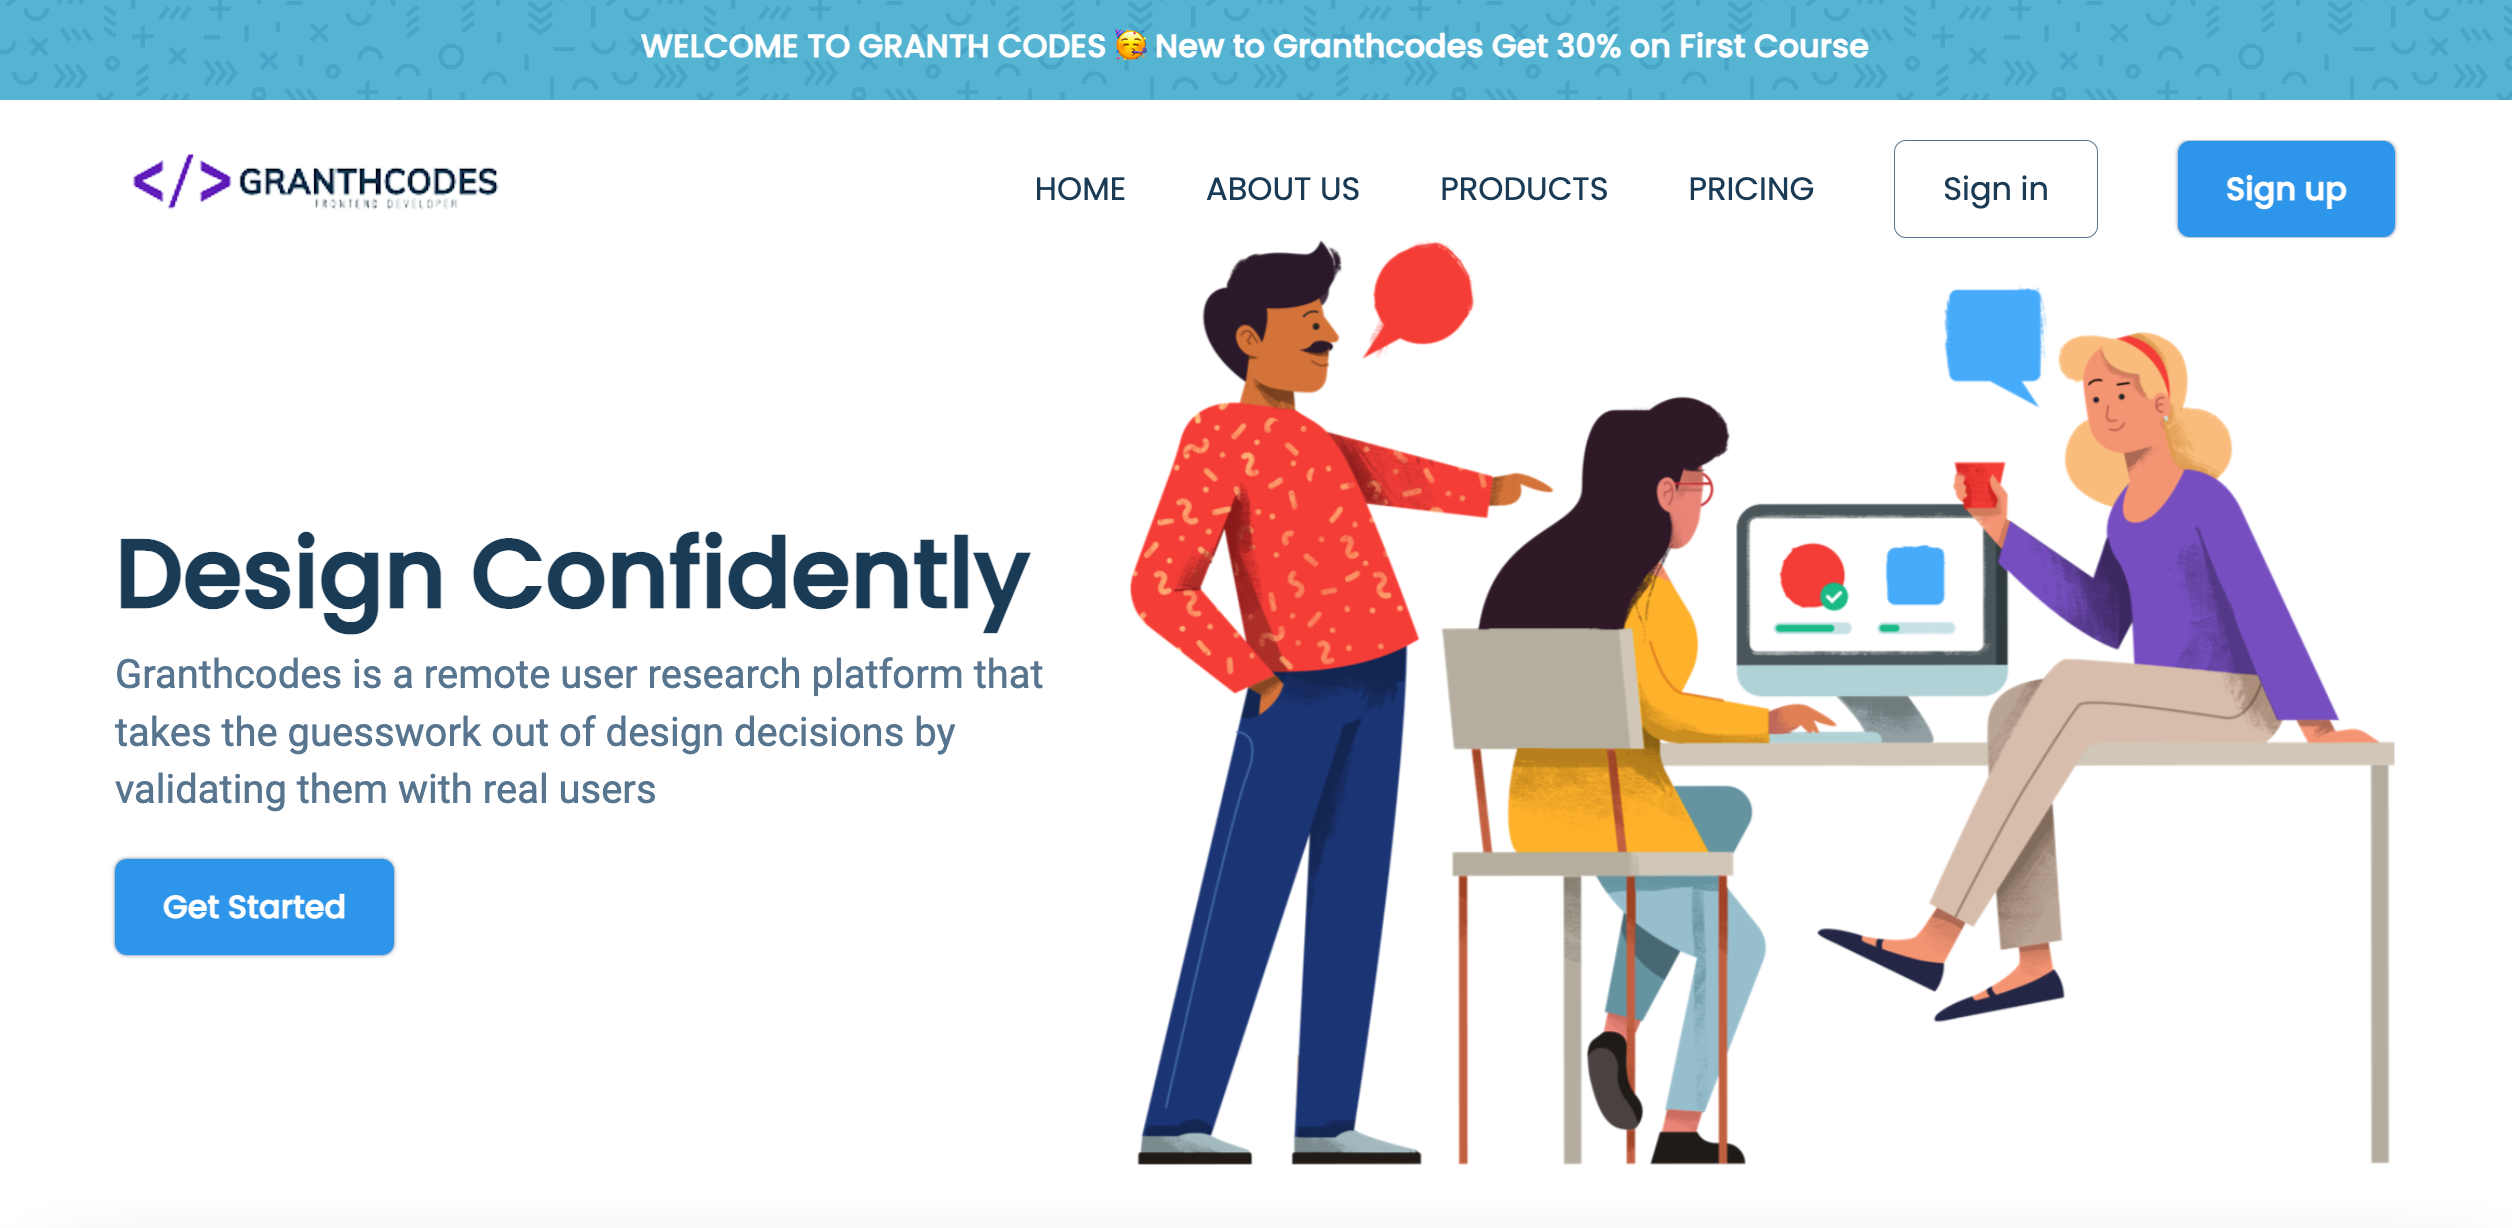 WELCOME TO GRANTH CODES 🥳 New to Granthcodes Get 30% on First Course
</>GRANTHCODES
FRONTEND DEVELOPER
HOME
ABOUT US
PRODUCTS
PRICING
Sign in
Sign up
Design Confidently
Granthcodes is a remote user research platform that
takes the guesswork out of design decisions by
validating them with real users
Get Started